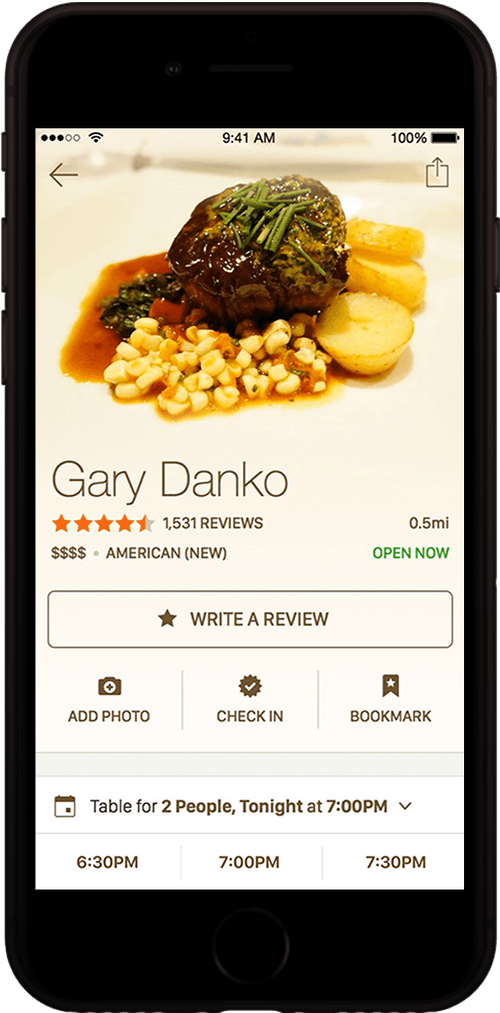 9:41 AM 100%
Gary Danko
1,531 REVIEWS 0.5mi
$$$$ • AMERICAN (NEW) OPEN NOW
WRITE A REVIEW
ADD PHOTO CHECK IN BOOKMARK
Table for 2 People, Tonight at 7:00PM
6:30PM 7:00PM 7:30PM